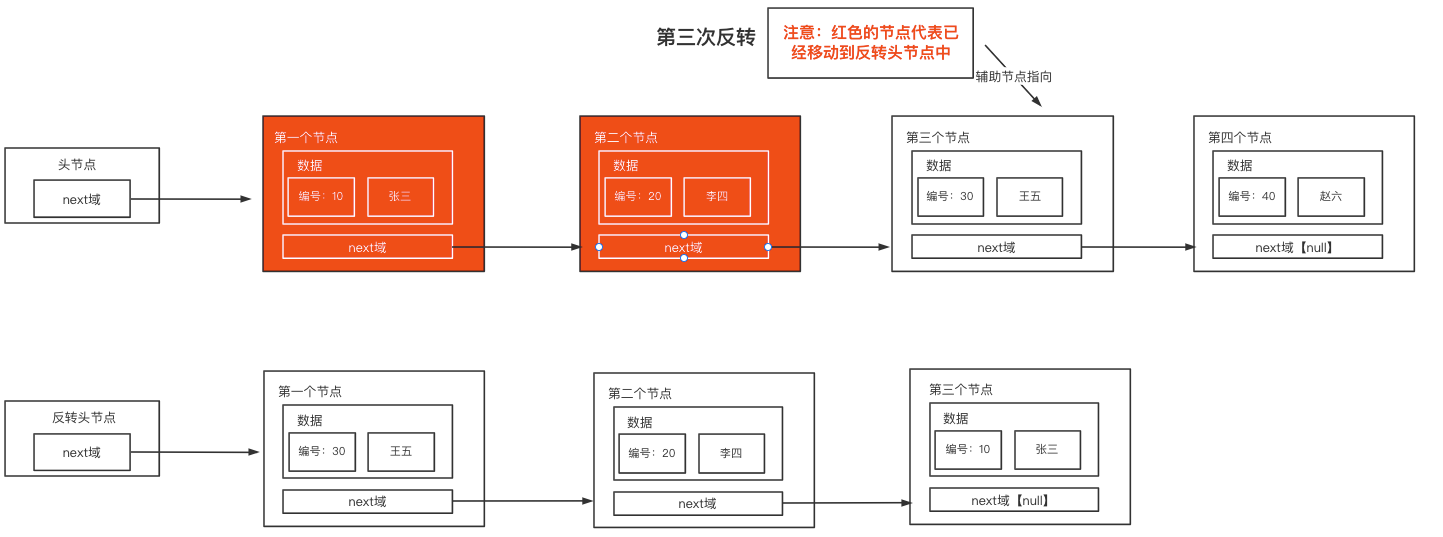 第三次反转
注意：红色的节点代表已
经移动到反转头节点中
辅助节点指向
头节点
next域
第一个节点
数据
编号：10
张三
next域
第二个节点
数据
编号：20
李四
next域
第三个节点
数据
编号：30
王五
next域
第四个节点
数据
编号：40
赵六
next域【null】
反转头节点
next域
第一个节点
数据
编号：30
王五
next域
第二个节点
数据
编号：20
李四
next域
第三个节点
数据
编号：10
张三
next域【null】